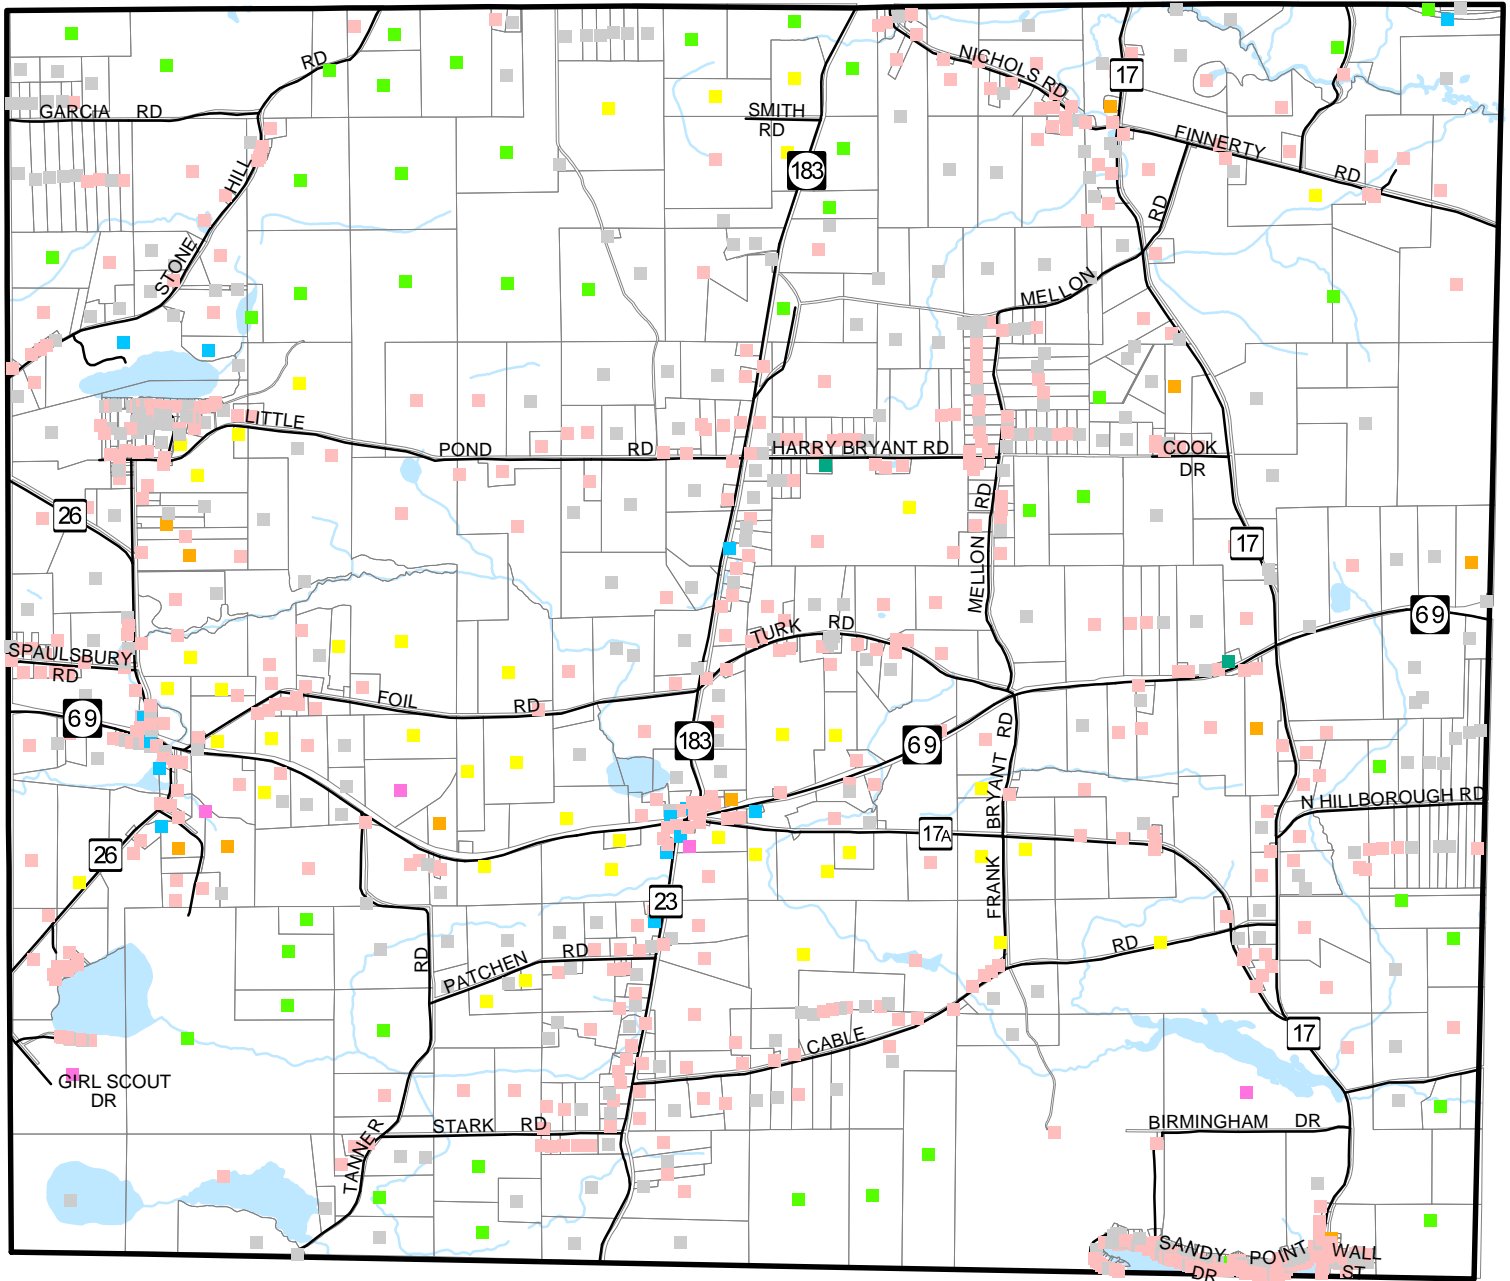 NICHOLS RD
17
RD
GARCIA RD
SMITH
RD
FINNERTY
RD
183
HILL
STONE
RD
MELLON
LITTLE
POND
RD
HARRY BRYANT RD
COOK
DR
26
MELLON RD
17
69
TURK
RD
SPAULSBURY
RD
69
FOIL
RD
183
69
BRYANT RD
FRANK
N HILLBOROUGH RD
17A
26
23
PATCHEN
RD
RD
RD
CABLE
17
GIRL SCOUT
DR
STARK RD
TANNER
BIRMINGHAM DR
SANDY
POINT
DR
WALL
ST